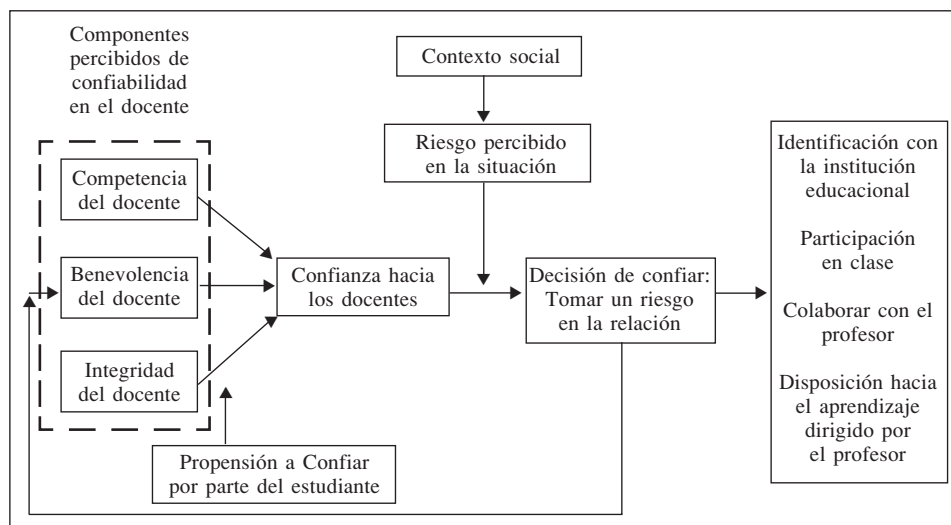 Componentes
percibidos de
confiabilidad
en el docente
Competencia
del docente
Benevolencia
del docente
Integridad
del docente
Propensión a Confiar
por parte del estudiante
Confianza hacia
los docentes
Contexto social
Riesgo percibido
en la situación
Decisión de confiar:
Tomar un riesgo
en la relación
Identificación con
la institución
educacional
Participación
en clase
Colaborar con el
profesor
Disposición hacia
el aprendizaje
dirigido por
el profesor